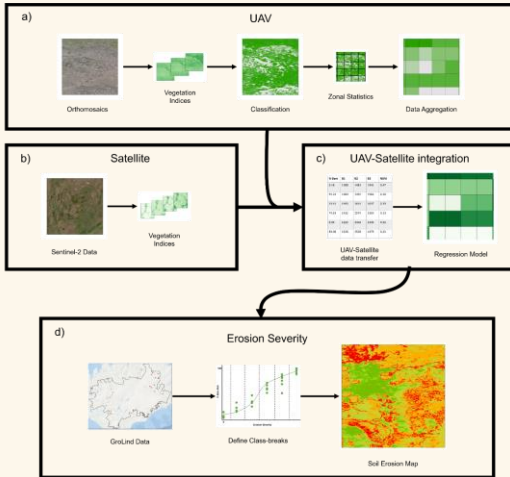 UAV
a)
Orthomosaics
Vegetation
Indices
Classification
Zonal Statistics
Data Aggregation
b)
Satellite
Sentinel-2 Data
Vegetation
Indices
c)
UAV-Satellite integration
UAV-Satellite
data transfer
Regression Model
d)
Erosion Severity
GroLind Data
Define Class-breaks
Soil Erosion Map